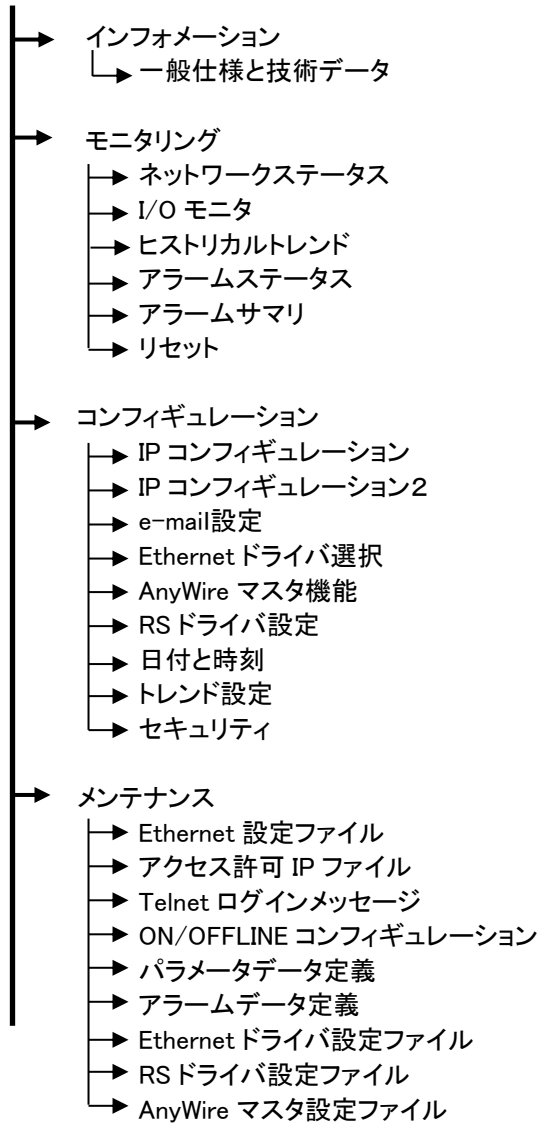 インフォメーション
一般仕様と技術データ
モニタリング
ネットワークステータス
I/O モニタ
ヒストリカルトレンド
アラームステータス
アラームサマリ
リセット
コンフィギュレーション
IP コンフィギュレーション
IP コンフィギュレーション２
e-mail設定
Ethernet ドライバ選択
AnyWire マスタ機能
RS ドライバ設定
日付と時刻
トレンド設定
セキュリティ
メンテナンス
Ethernet 設定ファイル
アクセス許可 IP ファイル
Telnet ログインメッセージ
ON/OFFLINE コンフィギュレーション
パラメータデータ定義
アラームデータ定義
Ethernet ドライバ設定ファイル
RS ドライバ設定ファイル
AnyWire マスタ設定ファイル